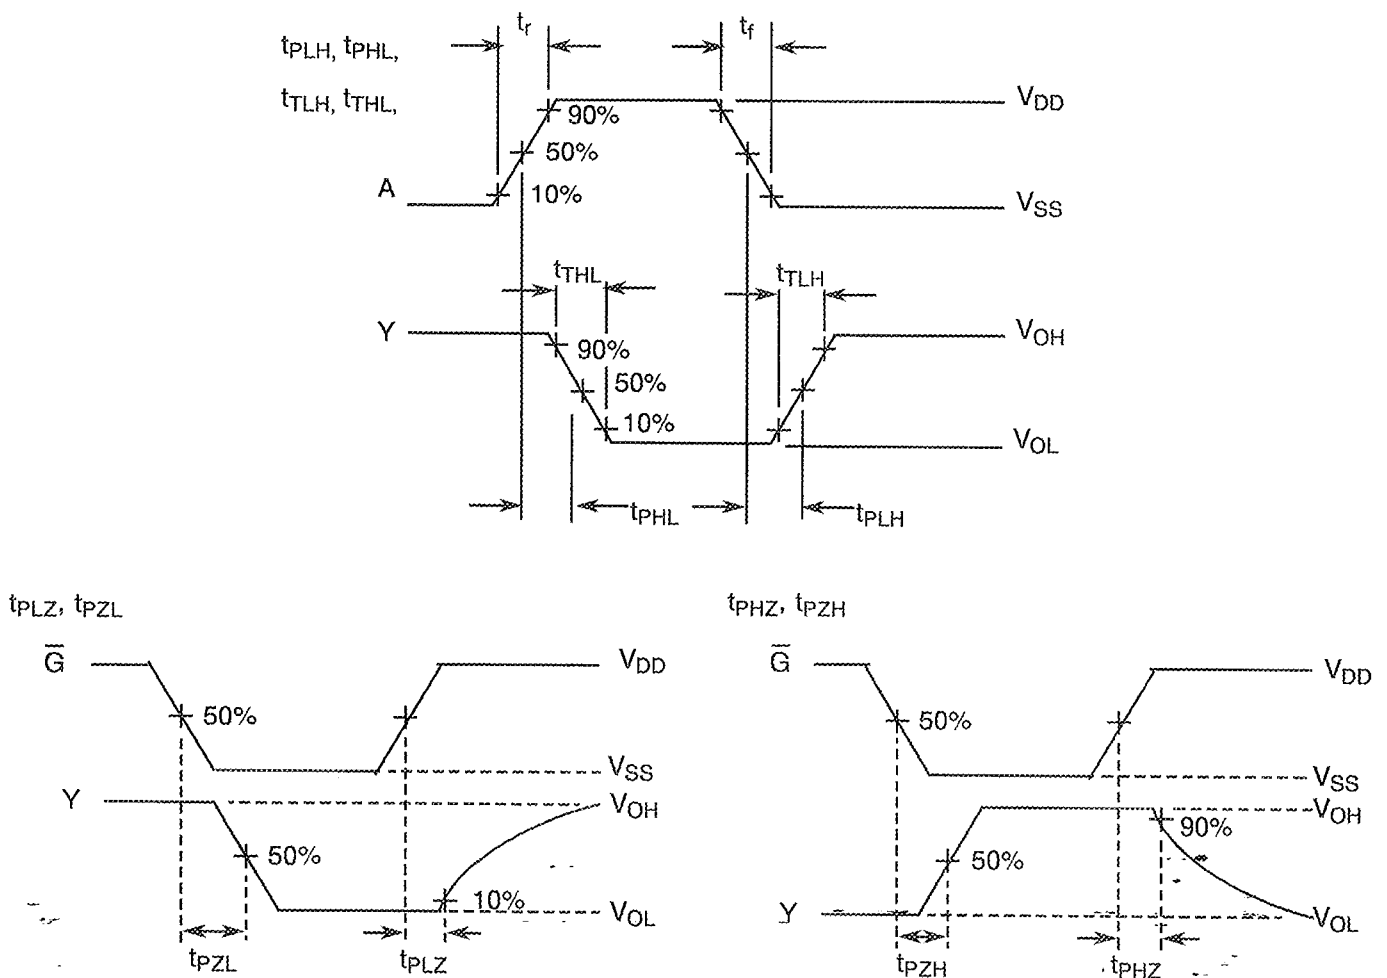 tr
tf
tPLH, tPHL,
tTLH, tTHL,
VDD
90%
50%
A
10%
VSS
tTHL
tTLH
Y
VOH
90%
50%
10%
VOL
tPHL
tPLH
tPLZ, tPZL
G̅
VDD
50%
VSS
Y
VOH
50%
10%
VOL
tPZL
tPLZ
tPHZ, tPZH
G̅
VDD
50%
VSS
VOH
90%
50%
Y
VOL
tPZH
tPHZ